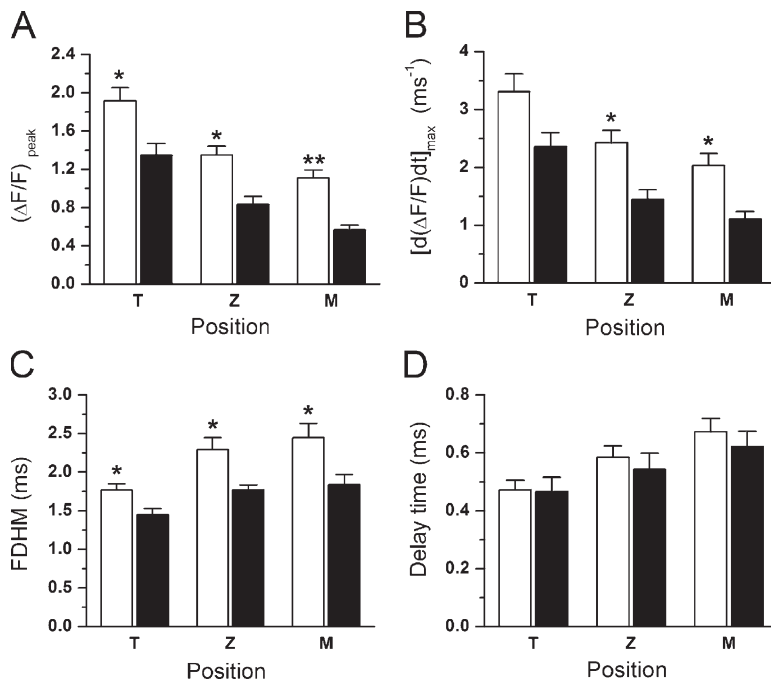 A
(ΔF/F) peak
2.4
2.0
1.6
1.2
0.8
0.4
0.0
*
*
**
T Z M
Position
B
[d(ΔF/F)dt]max (ms-1)
4
3
2
1
0
*
*
T Z M
Position
C
FDHM (ms)
3.0
2.5
2.0
1.5
1.0
0.5
0.0
*
*
*
T Z M
Position
D
Delay time (ms)
0.8
0.6
0.4
0.2
0.0
T Z M
Position